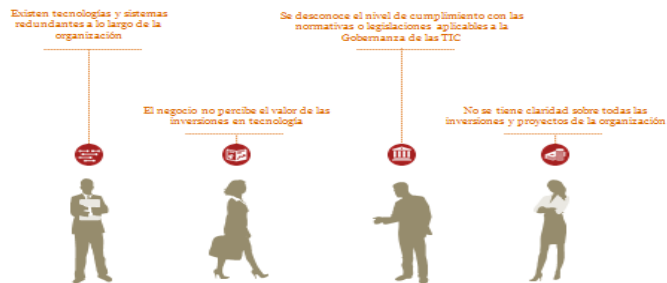 Existen tecnologías y sistemas
redundantes a lo largo de la
organización
El negocio no percibe el valor de las
inversiones en tecnología
Se desconoce el nivel de cumplimiento con las
normativas o legislaciones aplicables a la
Gobernanza de las TIC
No se tiene claridad sobre todas las
inversiones y proyectos de la organización